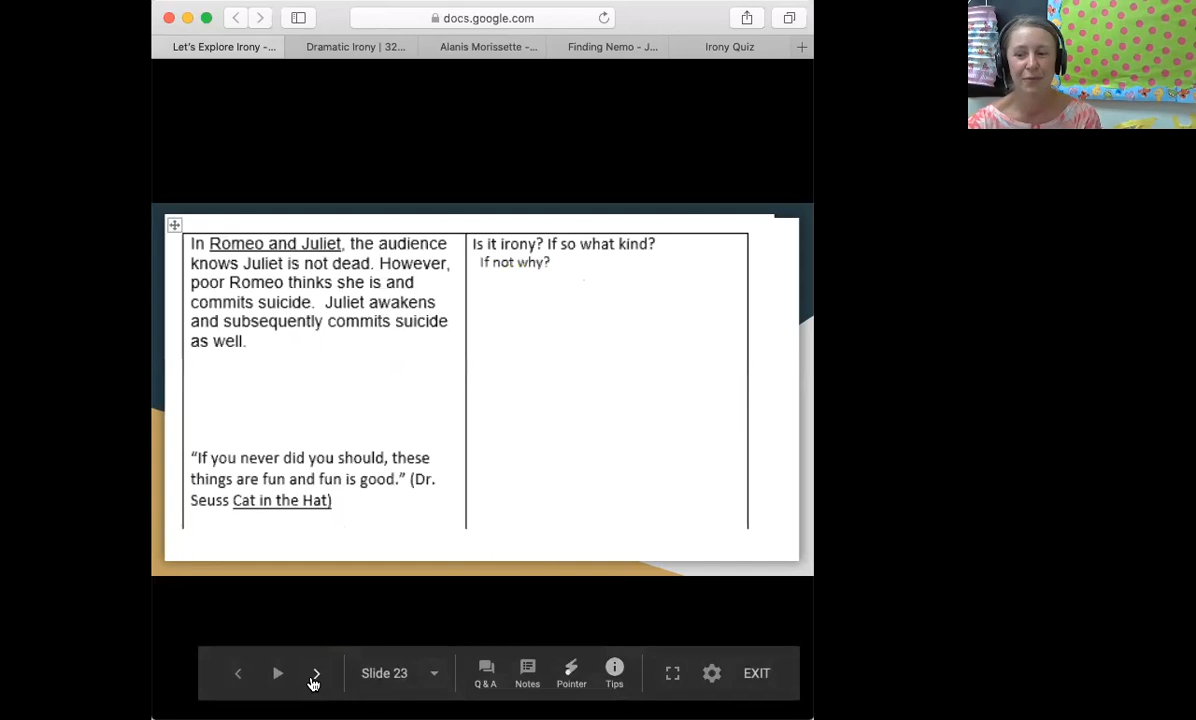 docs.google.com
Let's Explore Irony -...
Dramatic Irony | 32...
Alanis Morissette -...
Finding Nemo - J...
Irony Quiz
In Romeo and Juliet, the audience
knows Juliet is not dead. However,
poor Romeo thinks she is and
commits suicide. Juliet awakens
and subsequently commits suicide
as well.
"If you never did you should, these
things are fun and fun is good." (Dr.
Seuss Cat in the Hat)
Is it irony? If so what kind?
If not why?
Slide 23
Q & A
Notes
Pointer
Tips
EXIT